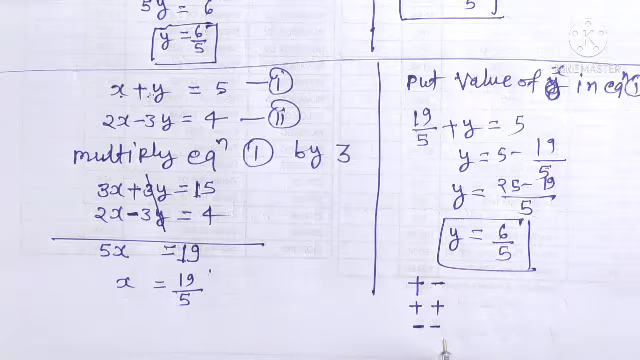 5y = 6
y = 6/5
5
x + y = 5 — (i)
2x - 3y = 4 — (ii)
multiply eqⁿ (i) by 3
3x + 3y = 15
2x - 3y = 4
5x = 19
x = 19/5
KINEMASTER
Put value of x in eqⁿ (i)
19/5 + y = 5
y = 5 - 19/5
y = 25 - 19/5
y = 6/5
+ -
+ +
- -